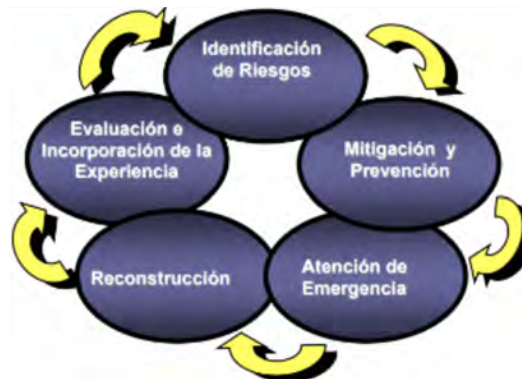 Identificación
de Riesgos
Mitigación y
Prevención
Atención de
Emergencia
Reconstrucción
Evaluación e
Incorporación de la
Experiencia